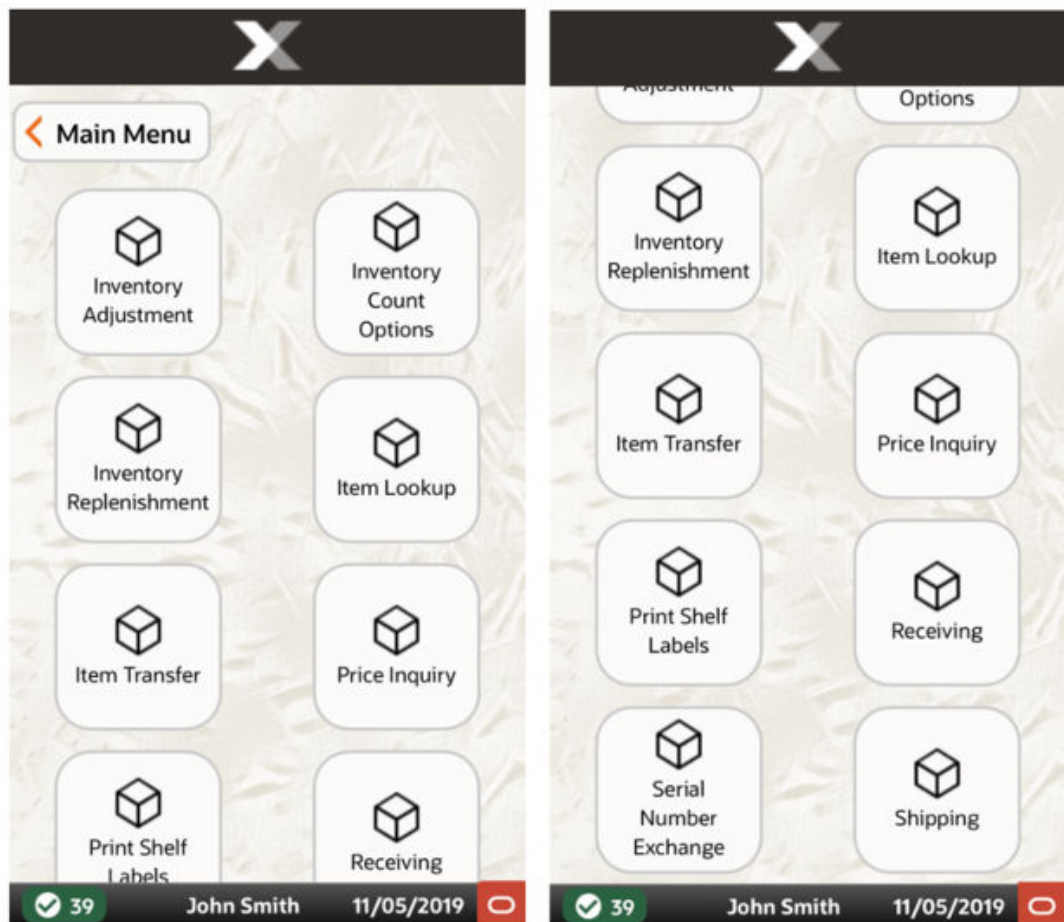 Main Menu
Inventory
Adjustment
Inventory
Count
Options
Inventory
Replenishment
Item Lookup
Item Transfer
Price Inquiry
Print Shelf
Labels
Receiving
39
John Smith
11/05/2019
Adjustment
Options
Inventory
Replenishment
Item Lookup
Item Transfer
Price Inquiry
Print Shelf
Labels
Receiving
Serial
Number
Exchange
Shipping
39
John Smith
11/05/2019